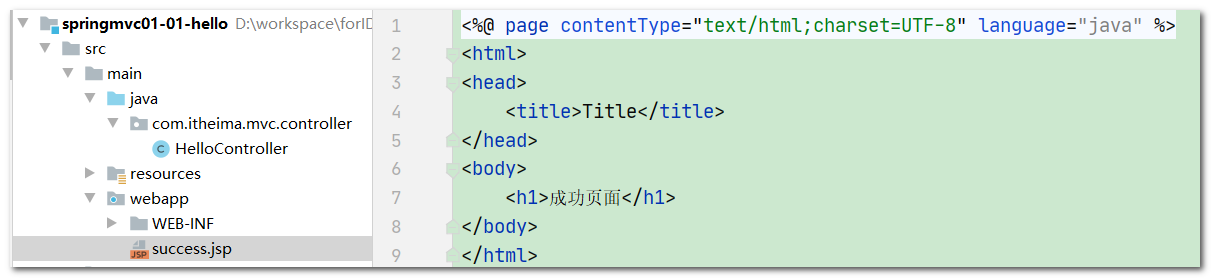 springmvc01-01-hello D:\workspace\forID
src
main
java
com.itheima.mvc.controller
C HelloController
resources
webapp
WEB-INF
JSP success.jsp
1 <%@ page contentType="text/html;charset=UTF-8" language="java" %>
2 <html>
3 <head>
4 <title>Title</title>
5 </head>
6 <body>
7 <h1>成功页面</h1>
8 </body>
9 </html>